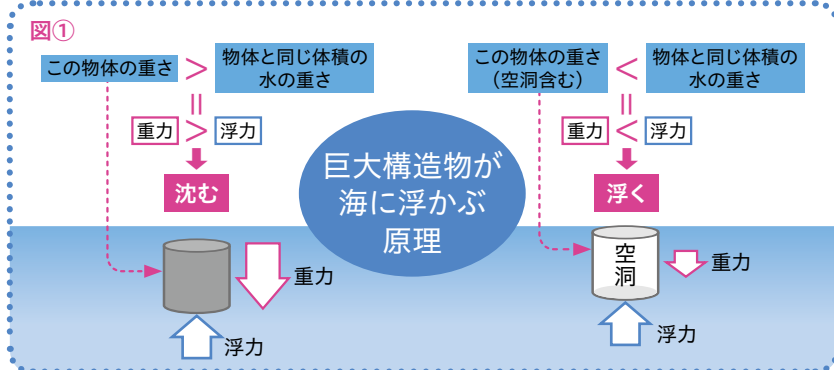 図①
この物体の重さ
>
物体と同じ体積の
水の重さ
=
重力
>
浮力
沈む
重力
浮力
巨大構造物が
海に浮かぶ
原理
この物体の重さ
（空洞含む）
<
物体と同じ体積の
水の重さ
=
重力
<
浮力
浮く
空洞
重力
浮力